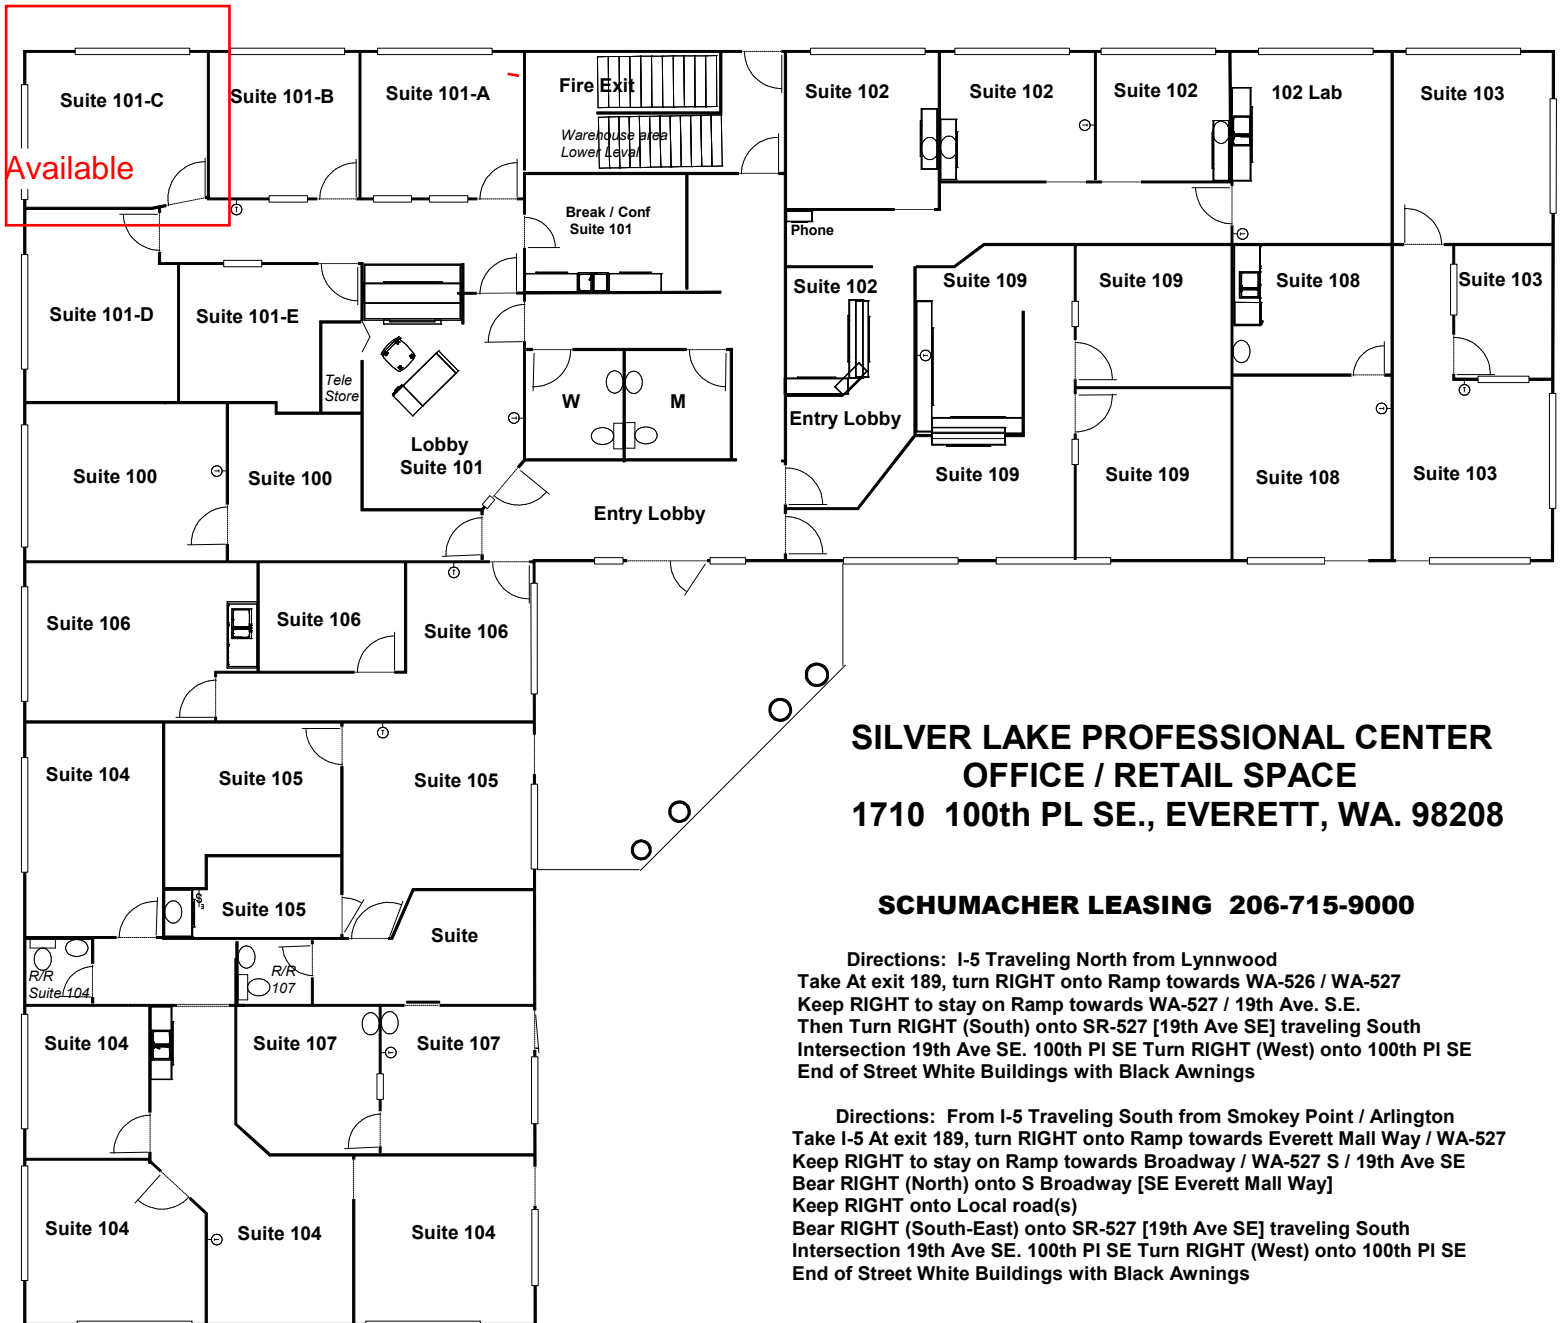 Suite 101-C
Suite 101-B
Suite 101-A
Fire Exit
Warehouse area
Lower Leval
Suite 102
Suite 102
Suite 102
102 Lab
Suite 103
Available
Break / Conf
Suite 101
Phone
Suite 101-D
Suite 101-E
Suite 102
Suite 109
Suite 109
Suite 108
Suite 103
Tele
Store
W
M
Lobby
Suite 101
Entry Lobby
Suite 100
Suite 100
Entry Lobby
Suite 109
Suite 109
Suite 108
Suite 103
Suite 106
Suite 106
Suite 106
SILVER LAKE PROFESSIONAL CENTER
OFFICE / RETAIL SPACE
1710 100th PL SE., EVERETT, WA. 98208
Suite 104
Suite 105
Suite 105
Suite 105
Suite
SCHUMACHER LEASING 206-715-9000
R/R
Suite 104
R/R
107
Directions: I-5 Traveling North from Lynnwood
Take At exit 189, turn RIGHT onto Ramp towards WA-526 / WA-527
Keep RIGHT to stay on Ramp towards WA-527 / 19th Ave. S.E.
Then Turn RIGHT (South) onto SR-527 [19th Ave SE] traveling South
Intersection 19th Ave SE. 100th Pl SE Turn RIGHT (West) onto 100th Pl SE
End of Street White Buildings with Black Awnings
Suite 104
Suite 107
Suite 107
Directions: From I-5 Traveling South from Smokey Point / Arlington
Take I-5 At exit 189, turn RIGHT onto Ramp towards Everett Mall Way / WA-527
Keep RIGHT to stay on Ramp towards Broadway / WA-527 S / 19th Ave SE
Bear RIGHT (North) onto S Broadway [SE Everett Mall Way]
Keep RIGHT onto Local road(s)
Bear RIGHT (South-East) onto SR-527 [19th Ave SE] traveling South
Intersection 19th Ave SE. 100th Pl SE Turn RIGHT (West) onto 100th Pl SE
End of Street White Buildings with Black Awnings
Suite 104
Suite 104
Suite 104